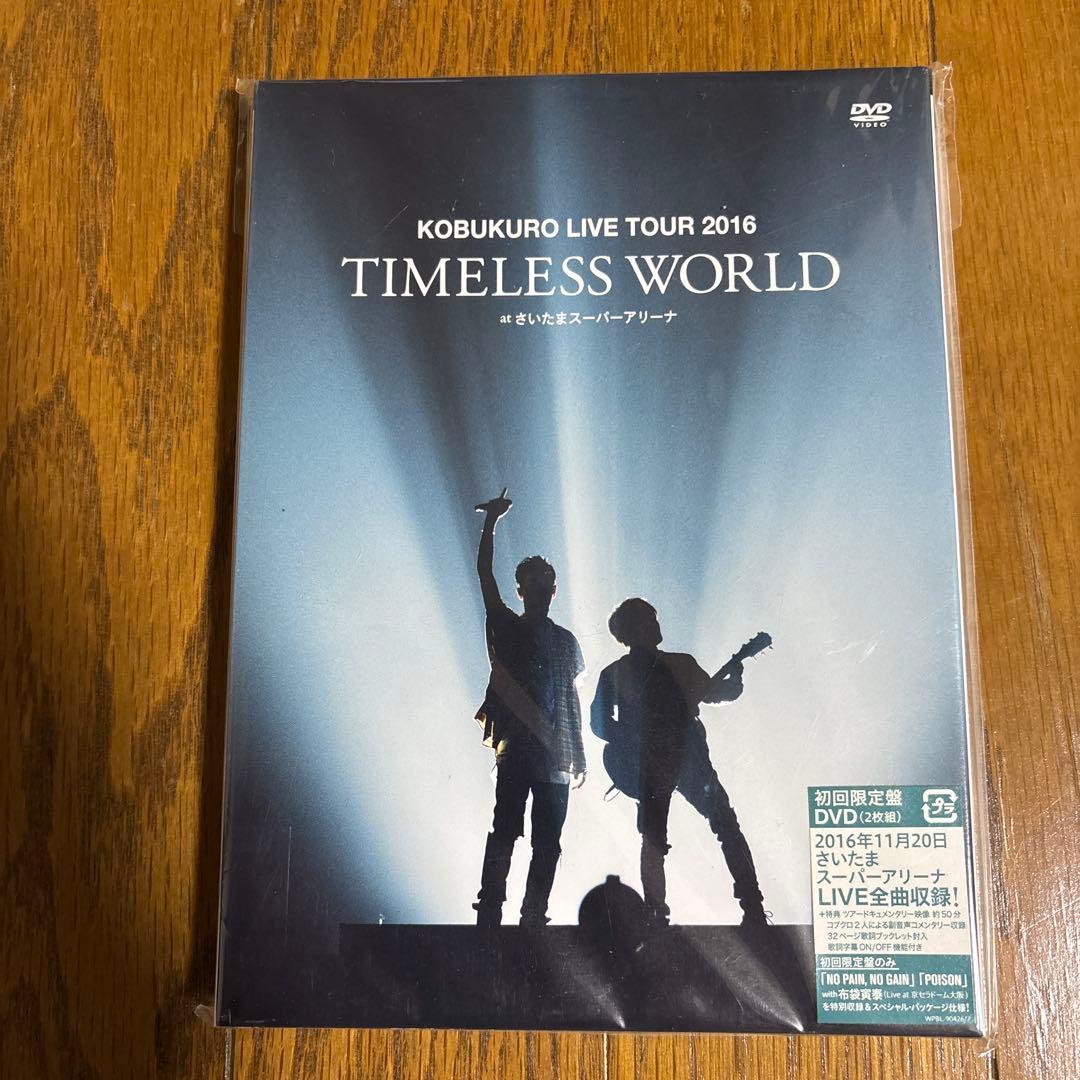 DVD
VIDEO
KOBUKURO LIVE TOUR 2016
TIMELESS WORLD
at さいたまスーパーアリーナ
初回限定盤
DVD(2枚組)
プラ
2016年11月20日
さいたま
スーパーアリーナ
LIVE全曲収録!
+特典 ツアードキュメンタリー映像 約50分
コブクロ2人による副音声コメンタリー収録
32ページ歌詞ブックレット封入
歌詞字幕ON/OFF機能付き
初回限定盤のみ
「NO PAIN, NO GAIN」「POISON」
with 布袋寅泰(Live at 京セラドーム大阪)
を特別収録&スペシャル・パッケージ仕様!
WPBL-90426/7